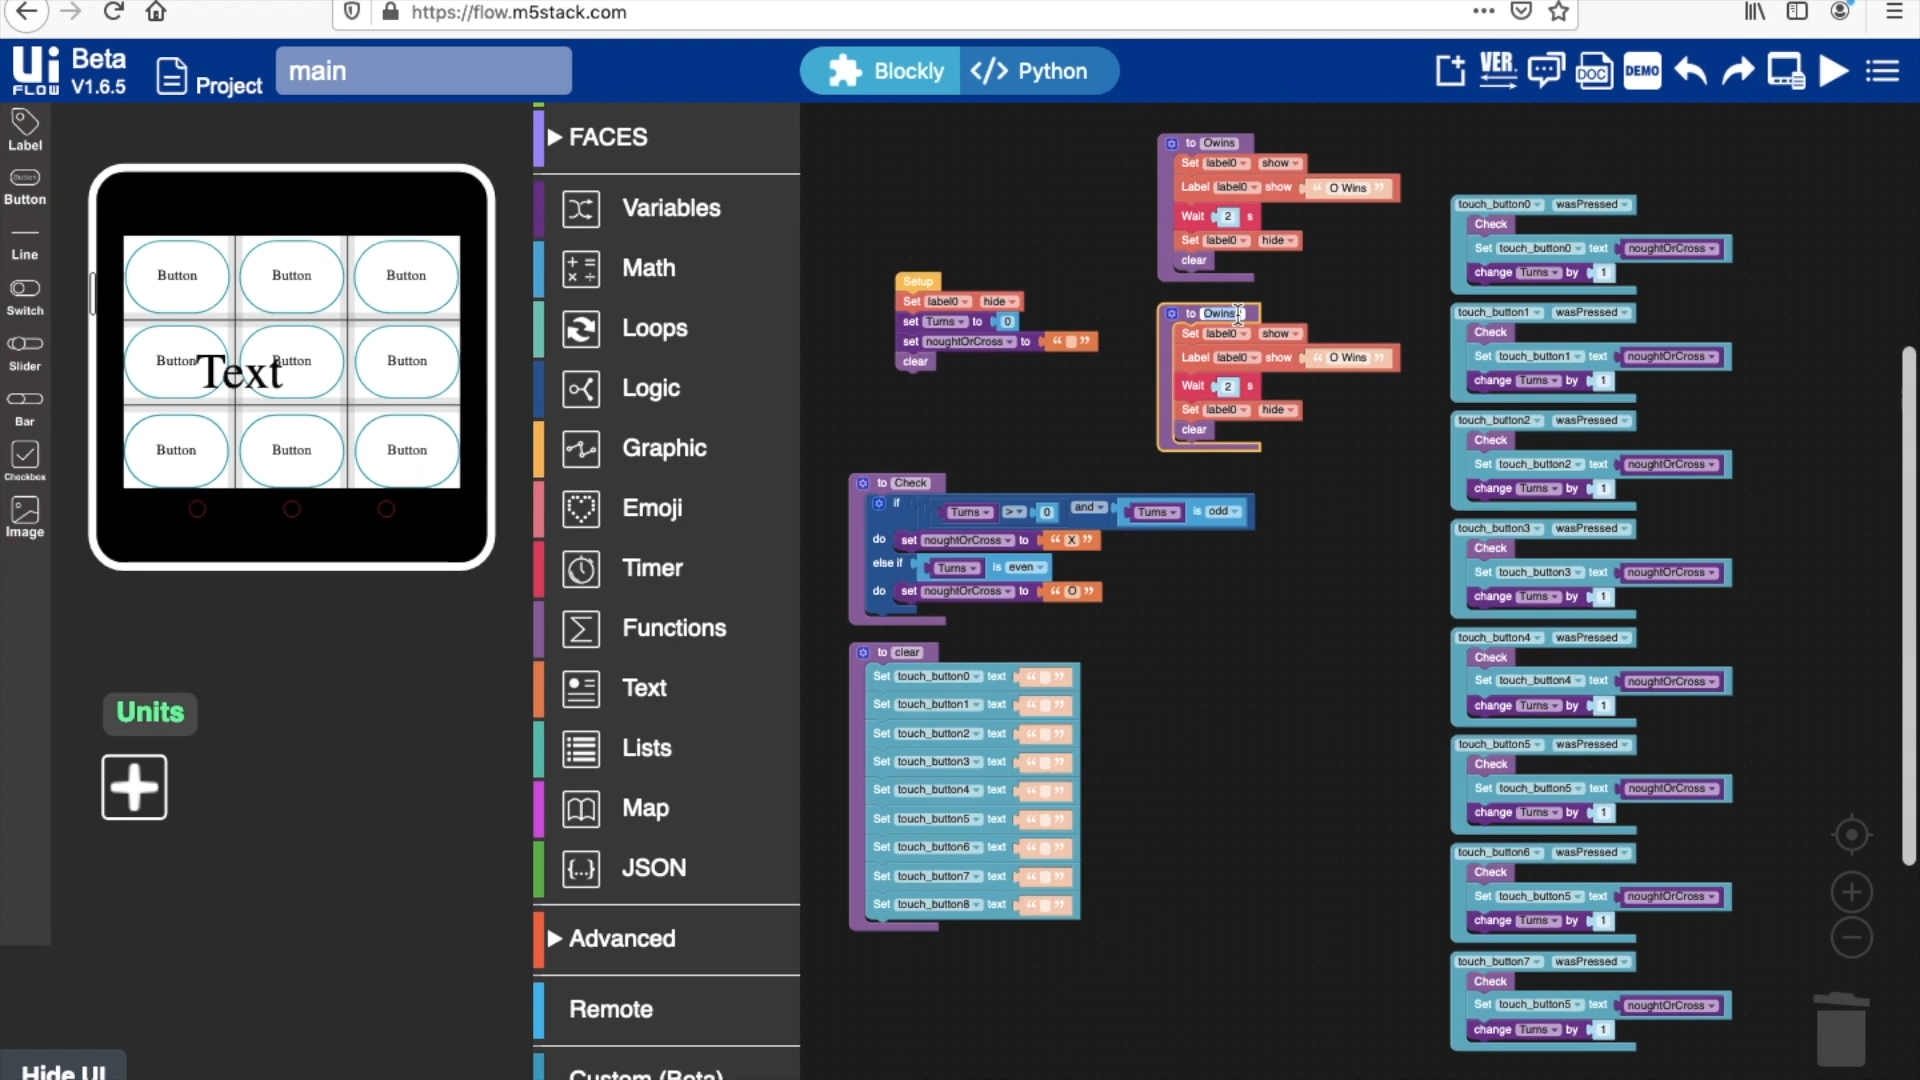 https://flow.m5stack.com
Ui FLOW
Beta
V1.6.5
Project
main
Blockly
</> Python
VER.
DOC
DEMO
Label
Button
Line
Switch
Slider
Bar
Checkbox
Image
Button Button Button
Button Button Button
Text
Button Button Button
Units
Hide UI
FACES
Variables
Math
Loops
Logic
Graphic
Emoji
Timer
Functions
Text
Lists
Map
JSON
Advanced
Remote
Custom (Beta)
Setup
Set label0 hide
set Turns to 0
set noughtOrCross to “ ”
clear
to Check
if Turns > 0 and Turns is odd
do set noughtOrCross to “ X ”
else if Turns is even
do set noughtOrCross to “ O ”
to clear
Set touch_button0 text “ ”
Set touch_button1 text “ ”
Set touch_button2 text “ ”
Set touch_button3 text “ ”
Set touch_button4 text “ ”
Set touch_button5 text “ ”
Set touch_button6 text “ ”
Set touch_button7 text “ ”
Set touch_button8 text “ ”
to Owins
Set label0 show
Label label0 show “ O Wins ”
Wait 2 s
Set label0 hide
clear
to Owins
Set label0 show
Label label0 show “ O Wins ”
Wait 2 s
Set label0 hide
clear
touch_button0 wasPressed
Check
Set touch_button0 text noughtOrCross
change Turns by 1
touch_button1 wasPressed
Check
Set touch_button1 text noughtOrCross
change Turns by 1
touch_button2 wasPressed
Check
Set touch_button2 text noughtOrCross
change Turns by 1
touch_button3 wasPressed
Check
Set touch_button3 text noughtOrCross
change Turns by 1
touch_button4 wasPressed
Check
Set touch_button4 text noughtOrCross
change Turns by 1
touch_button5 wasPressed
Check
Set touch_button5 text noughtOrCross
change Turns by 1
touch_button6 wasPressed
Check
Set touch_button5 text noughtOrCross
change Turns by 1
touch_button7 wasPressed
Check
Set touch_button5 text noughtOrCross
change Turns by 1